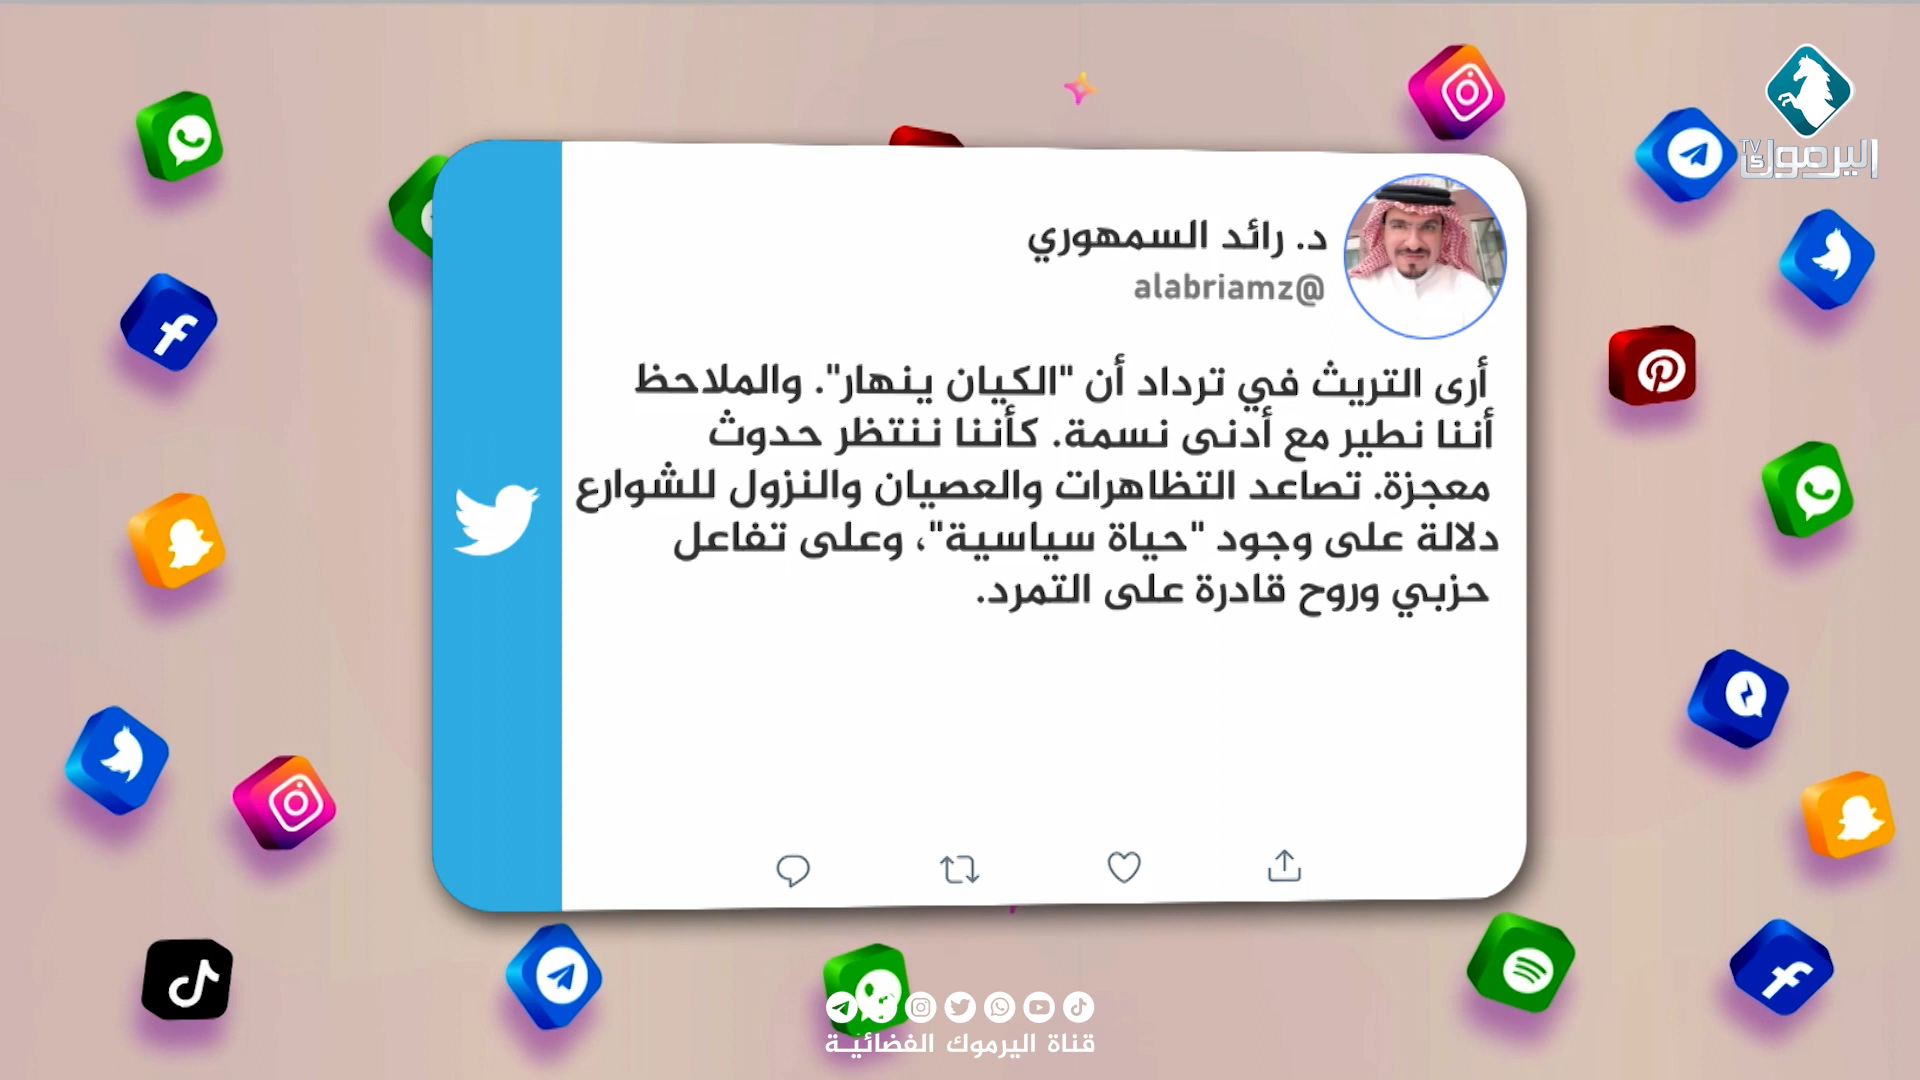 اليرموك
TV
د. رائد السمهوري
@alabriamz
أرى التريث في ترداد أن "الكيان ينهار". والملاحظ
أننا نطير مع أدنى نسمة. كأننا ننتظر حدوث
معجزة. تصاعد التظاهرات والعصيان والنزول للشوارع
دلالة على وجود "حياة سياسية"، وعلى تفاعل
حزبي وروح قادرة على التمرد.
قناة اليرموك الفضائيـة